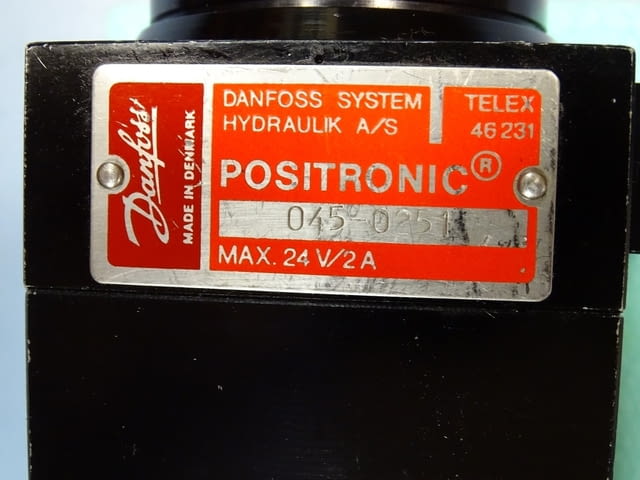 Danfoss
MADE IN DENMARK
DANFOSS SYSTEM
HYDRAULIK A/S
TELEX
46 231
POSITRONIC®
045-0251
MAX. 24 V/2 A